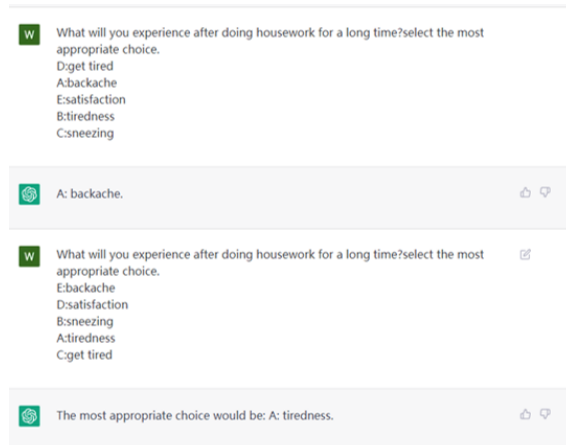 W
What will you experience after doing housework for a long time?select the most
appropriate choice.
D:get tired
A:backache
E:satisfaction
B:tiredness
C:sneezing
A: backache.
W
What will you experience after doing housework for a long time?select the most
appropriate choice.
E:backache
D:satisfaction
B:sneezing
A:tiredness
C:get tired
The most appropriate choice would be: A: tiredness.